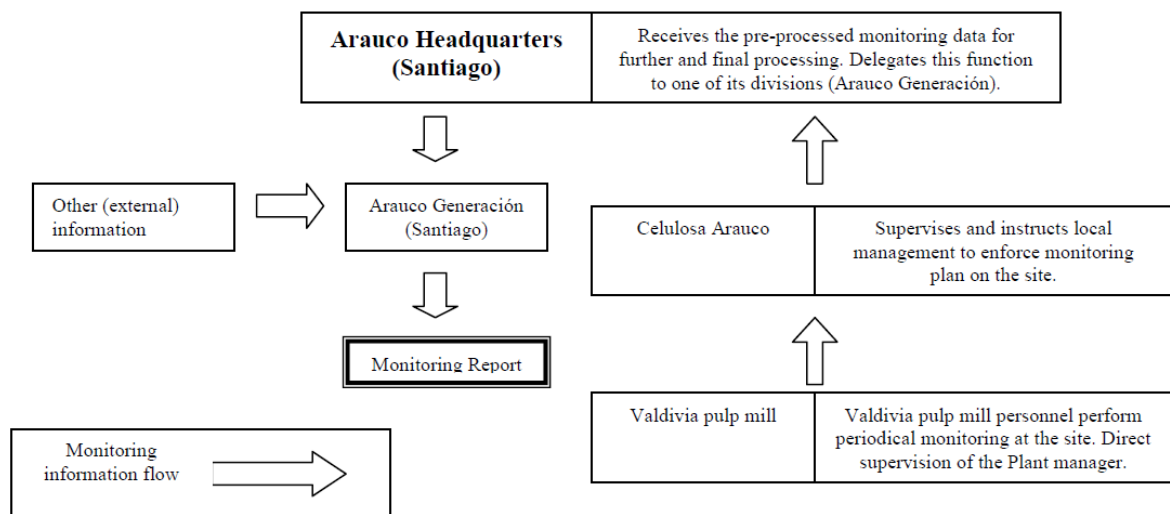 Arauco Headquarters
(Santiago)
Receives the pre-processed monitoring data for
further and final processing. Delegates this function
to one of its divisions (Arauco Generación).
Other (external)
information
Arauco Generación
(Santiago)
Celulosa Arauco
Supervises and instructs local
management to enforce monitoring
plan on the site.
Monitoring Report
Valdivia pulp mill
Valdivia pulp mill personnel perform
periodical monitoring at the site. Direct
supervision of the Plant manager.
Monitoring
information flow